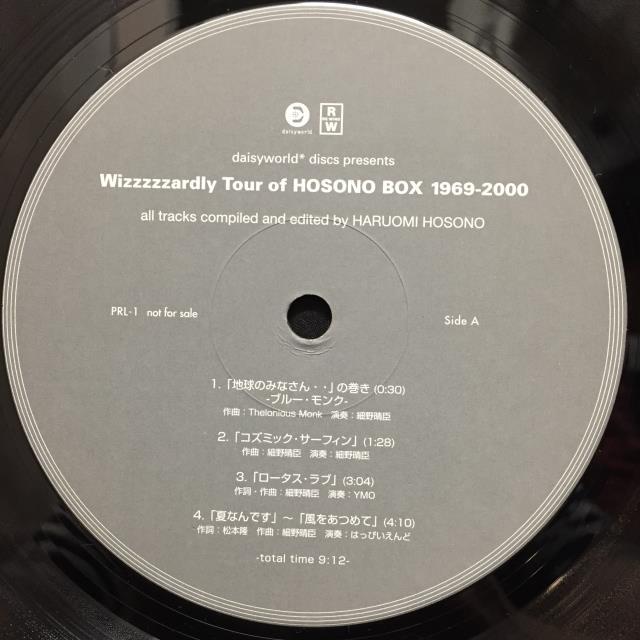 daisyworld
R
W
daisyworld* discs presents
Wizzzzzardly Tour of HOSONO BOX 1969-2000
all tracks compiled and edited by HARUOMI HOSONO
PRL-1 not for sale
Side A
1.「地球のみなさん・・」の巻き (0:30)
-ブルー・モンク-
作曲：Thelonious Monk 演奏：細野晴臣
2.「コズミック・サーフィン」(1:28)
作曲：細野晴臣 演奏：細野晴臣
3.「ロータス・ラブ」(3:04)
作詞・作曲：細野晴臣 演奏：YMO
4.「夏なんです」〜「風をあつめて」(4:10)
作詞：松本隆 作曲：細野晴臣 演奏：はっぴいえんど
-total time 9:12-